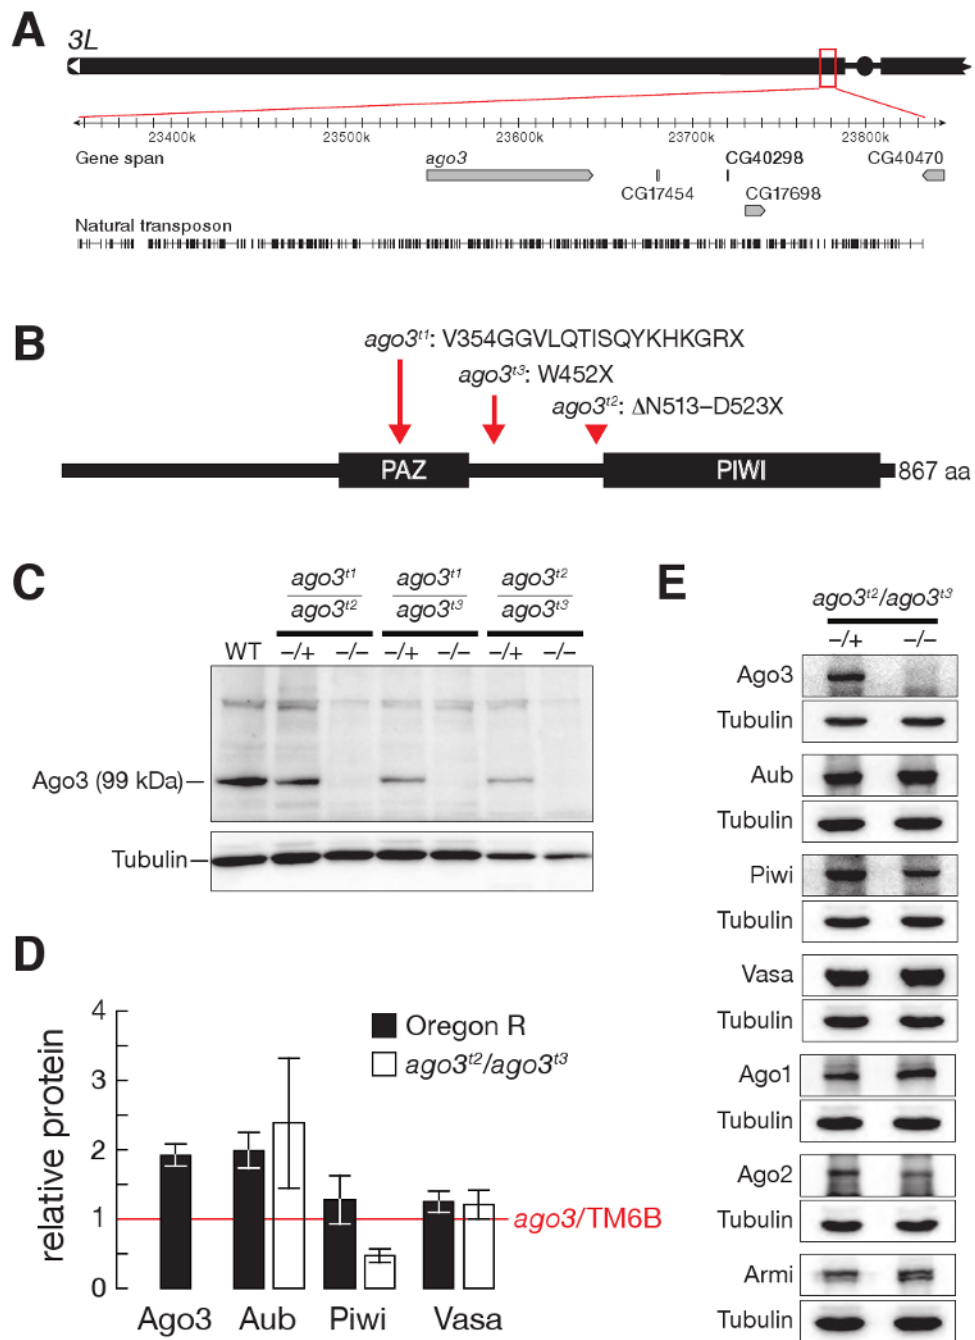 A
3L
23400k 23500k 23600k 23700k 23800k
Gene span
ago3
CG40298
CG40470
CG17454
CG17698
Natural transposon
B
ago3t1: V354GGVLQTISQYKHKGRX
ago3t3: W452X
ago3t2: ΔN513–D523X
PAZ
PIWI
867 aa
C
ago3t1 ago3t1 ago3t2
ago3t2 ago3t3 ago3t3
WT –/+ –/– –/+ –/– –/+ –/–
Ago3 (99 kDa)
Tubulin
D
relative protein
4
3
2
1
0
Oregon R
ago3t2/ago3t3
ago3/TM6B
Ago3 Aub Piwi Vasa
E
ago3t2/ago3t3
–/+ –/–
Ago3
Tubulin
Aub
Tubulin
Piwi
Tubulin
Vasa
Tubulin
Ago1
Tubulin
Ago2
Tubulin
Armi
Tubulin